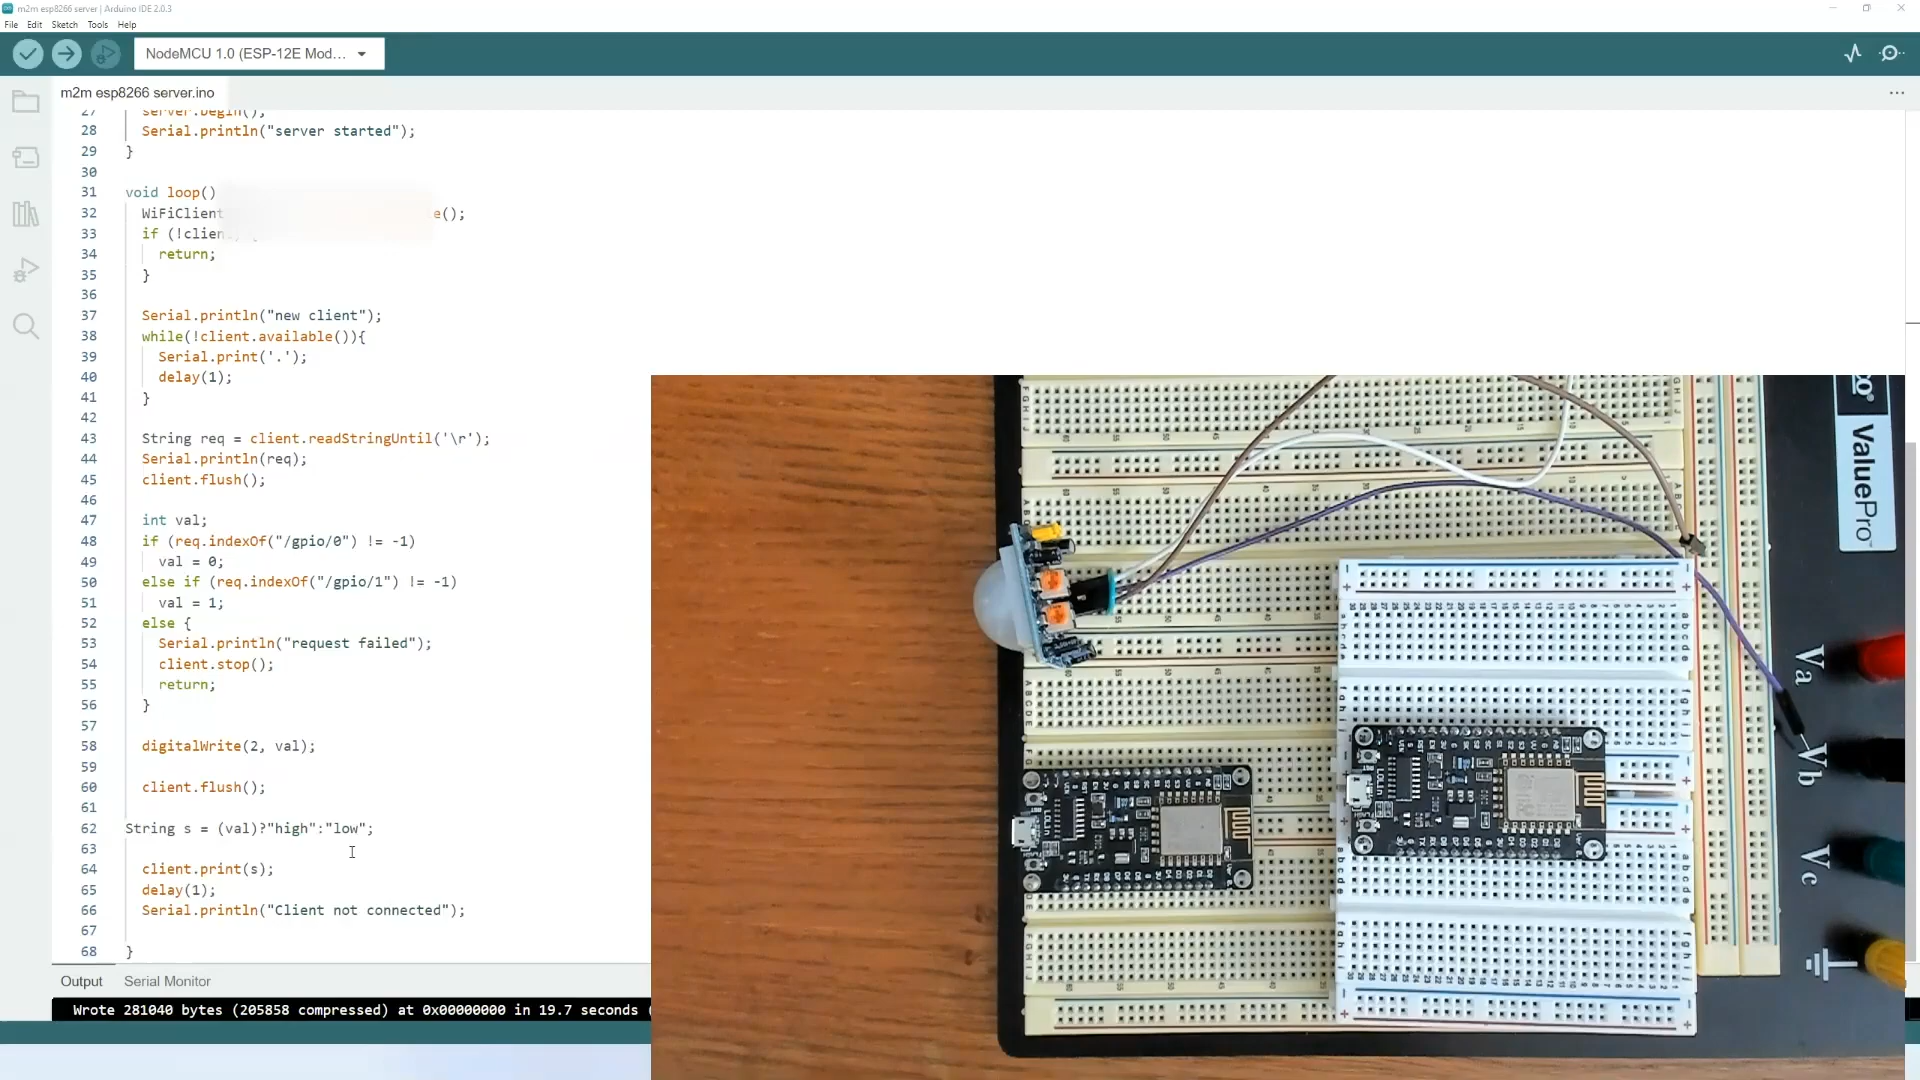 m2m esp8266 server | Arduino IDE 2.0.3
File Edit Sketch Tools Help
NodeMCU 1.0 (ESP-12E Mod...
m2m esp8266 server.ino
27 server.begin();
28 Serial.println("server started");
29 }
30
31 void loop()
32 WiFiClient e();
33 if (!clien
34 return;
35 }
36
37 Serial.println("new client");
38 while(!client.available()){
39 Serial.print('.');
40 delay(1);
41 }
42
43 String req = client.readStringUntil('\r');
44 Serial.println(req);
45 client.flush();
46
47 int val;
48 if (req.indexOf("/gpio/0") != -1)
49 val = 0;
50 else if (req.indexOf("/gpio/1") != -1)
51 val = 1;
52 else {
53 Serial.println("request failed");
54 client.stop();
55 return;
56 }
57
58 digitalWrite(2, val);
59
60 client.flush();
61
62 String s = (val)?"high":"low";
63
64 client.print(s);
65 delay(1);
66 Serial.println("Client not connected");
67
68 }
Output Serial Monitor
Wrote 281040 bytes (205858 compressed) at 0x00000000 in 19.7 seconds (
ValuePro
Va
Vb
Vc